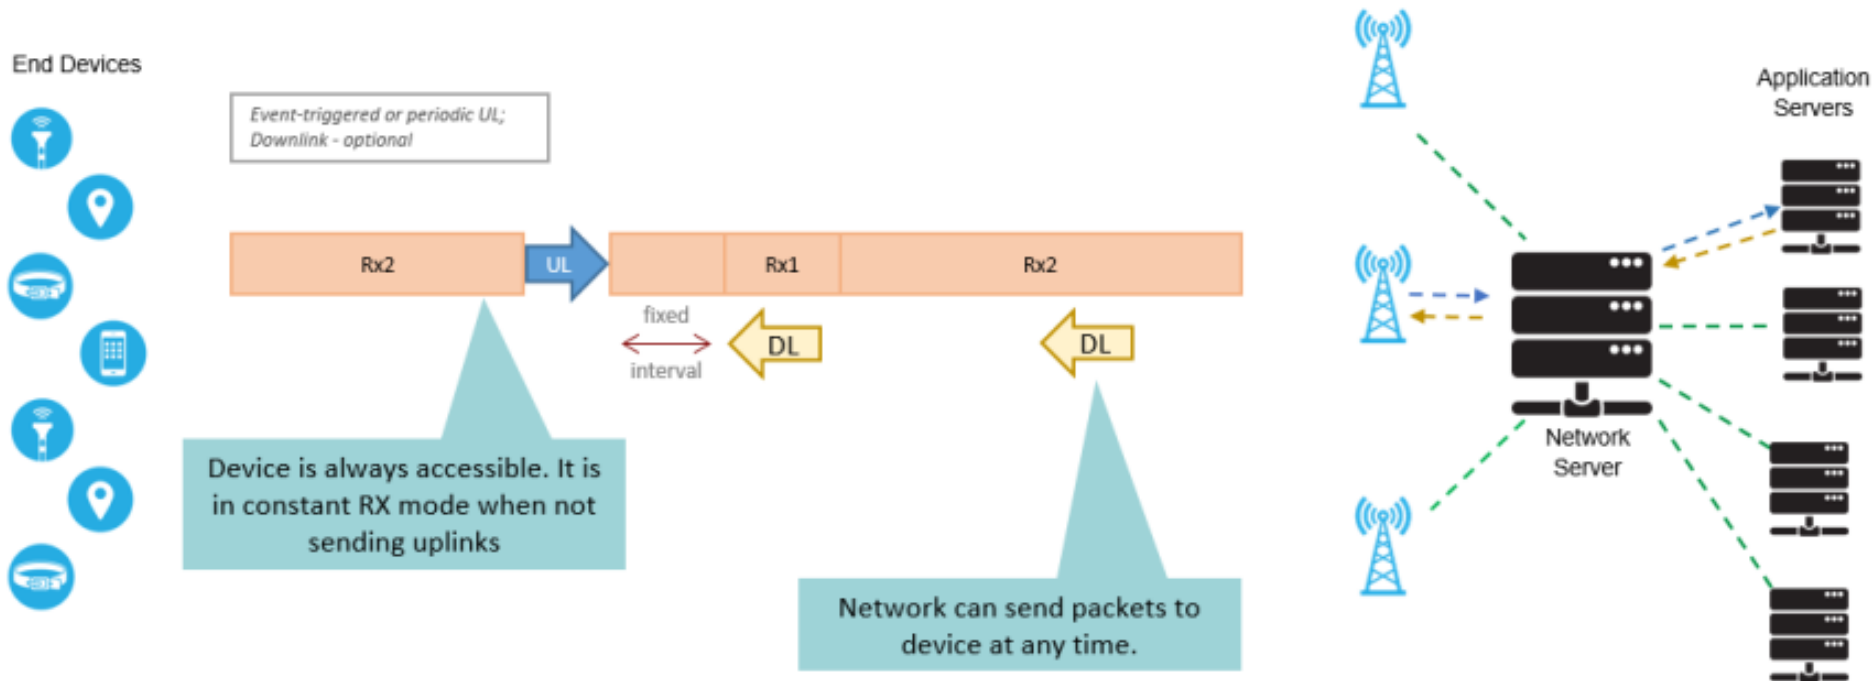 End Devices
Event-triggered or periodic UL;
Downlink - optional
Rx2
UL
Rx1
Rx2
fixed
interval
DL
DL
Device is always accessible. It is
in constant RX mode when not
sending uplinks
Network can send packets to
device at any time.
Network
Server
Application
Servers